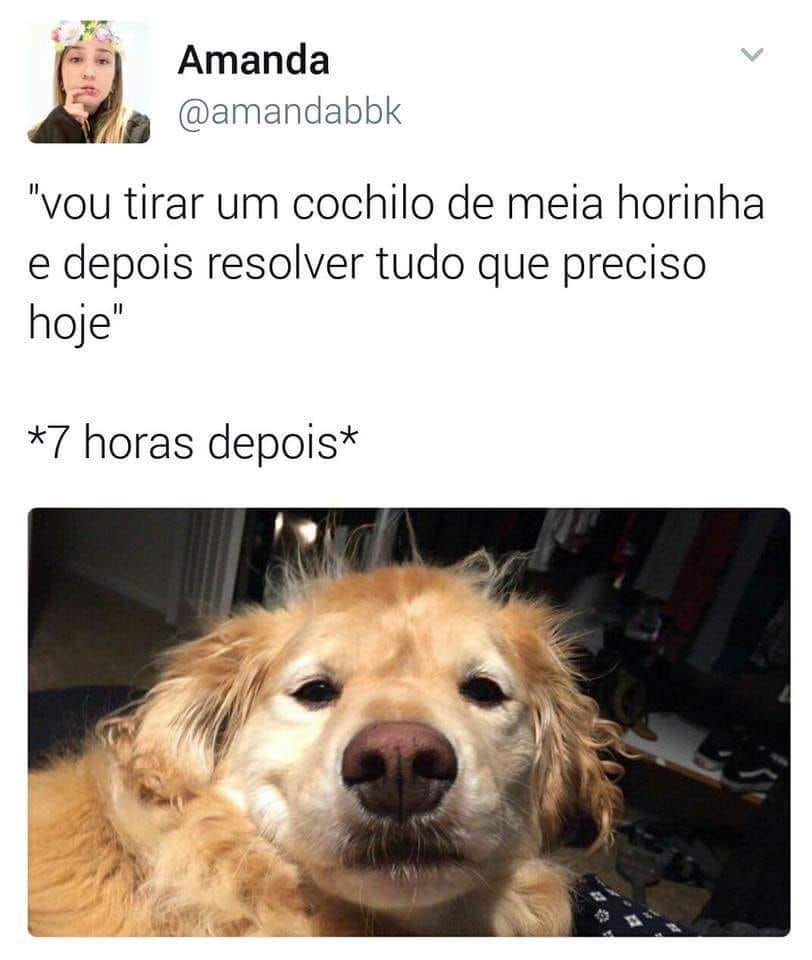 Amanda
@amandabbk
"vou tirar um cochilo de meia horinha
e depois resolver tudo que preciso
hoje"
*7 horas depois*